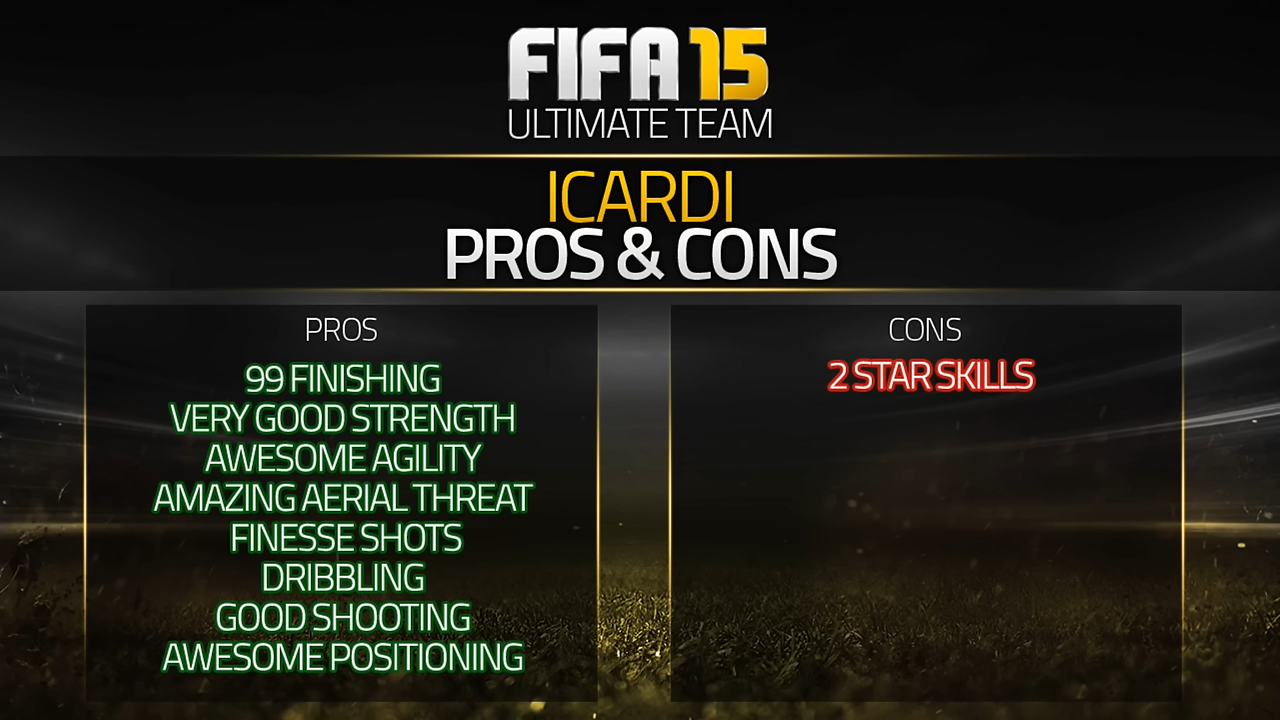 FIFA 15
ULTIMATE TEAM
ICARDI
PROS & CONS
PROS
99 FINISHING
VERY GOOD STRENGTH
AWESOME AGILITY
AMAZING AERIAL THREAT
FINESSE SHOTS
DRIBBLING
GOOD SHOOTING
AWESOME POSITIONING
CONS
2 STAR SKILLS